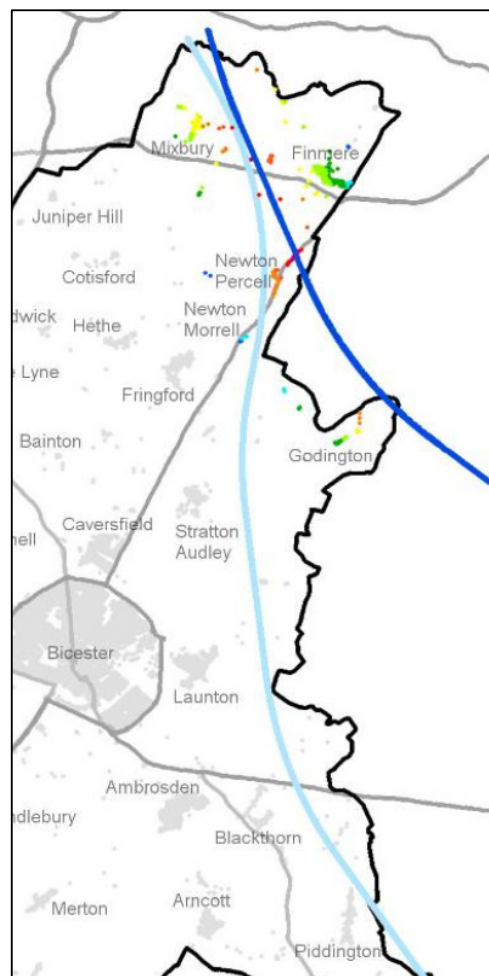 Mixbury
Finmere
Juniper Hill
Newton
Percell
Cotisford
dwick
Newton
Morrell
Hethe
e Lyne
Fringford
Bainton
Godington
Caversfield
nell
Stratton
Audley
Bicester
Launton
Ambrosden
ndlebury
Blackthorn
Merton
Arncott
Piddington